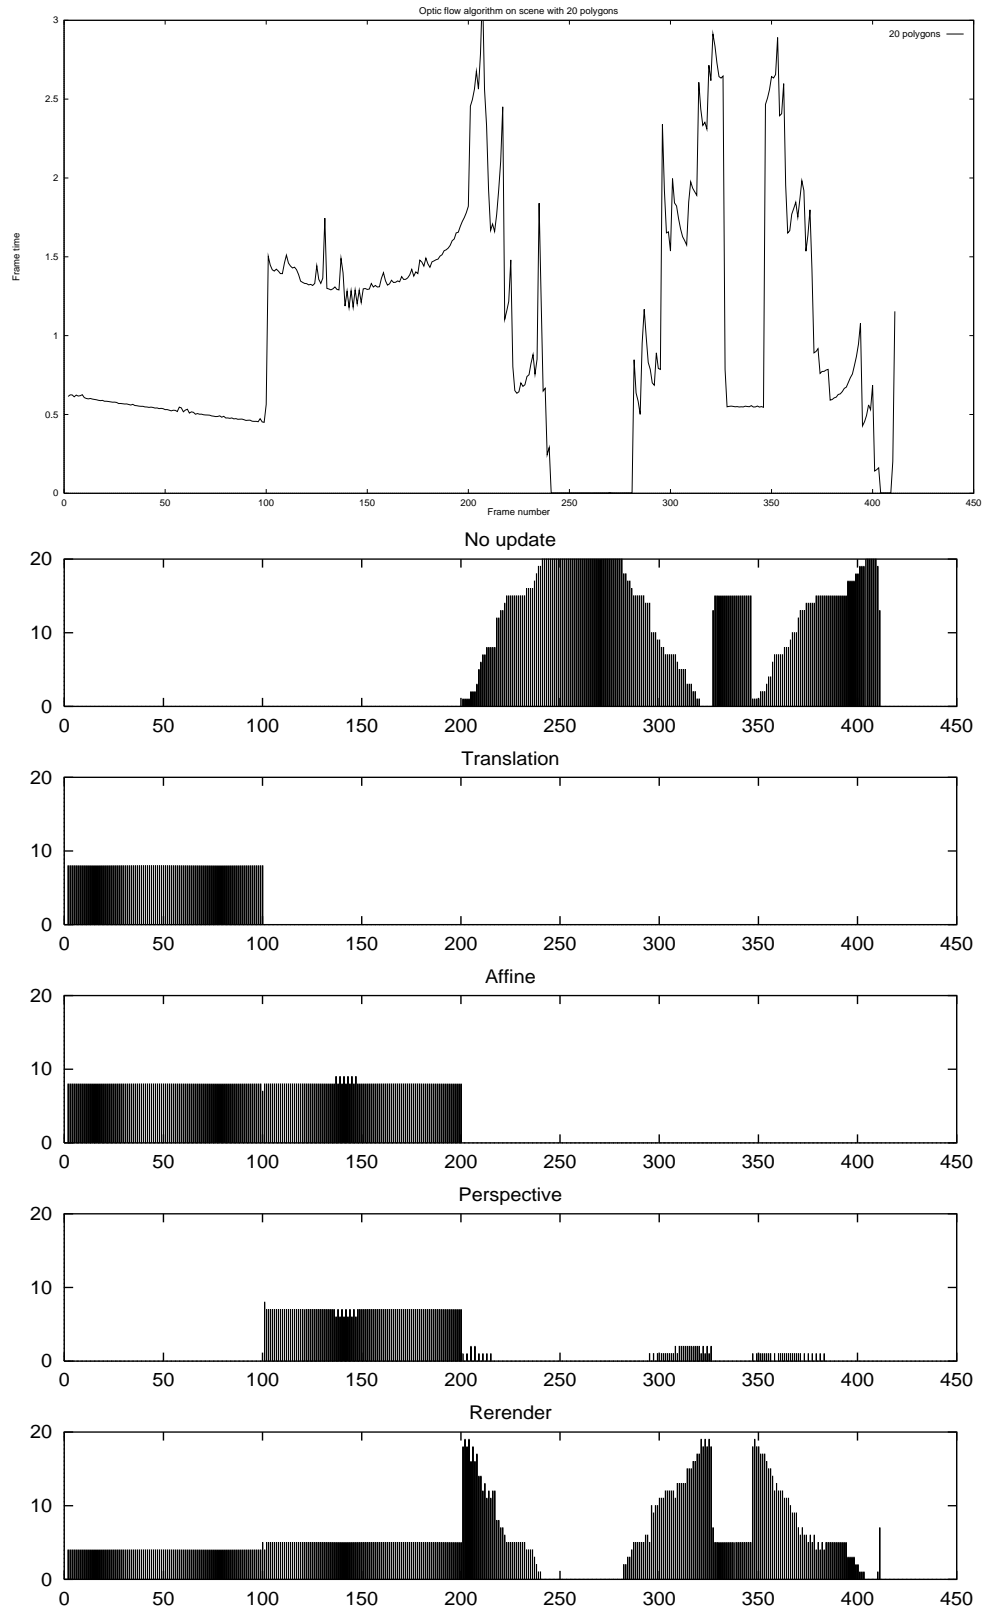 Optic flow algorithm on scene with 20 polygons
3
2.5
2
1.5
1
0.5
0
Frame time
20 polygons
0 50 100 150 200 250 300 350 400 450
Frame number
No update
20
10
0
0 50 100 150 200 250 300 350 400 450
Translation
20
10
0
0 50 100 150 200 250 300 350 400 450
Affine
20
10
0
0 50 100 150 200 250 300 350 400 450
Perspective
20
10
0
0 50 100 150 200 250 300 350 400 450
Rerender
20
10
0
0 50 100 150 200 250 300 350 400 450